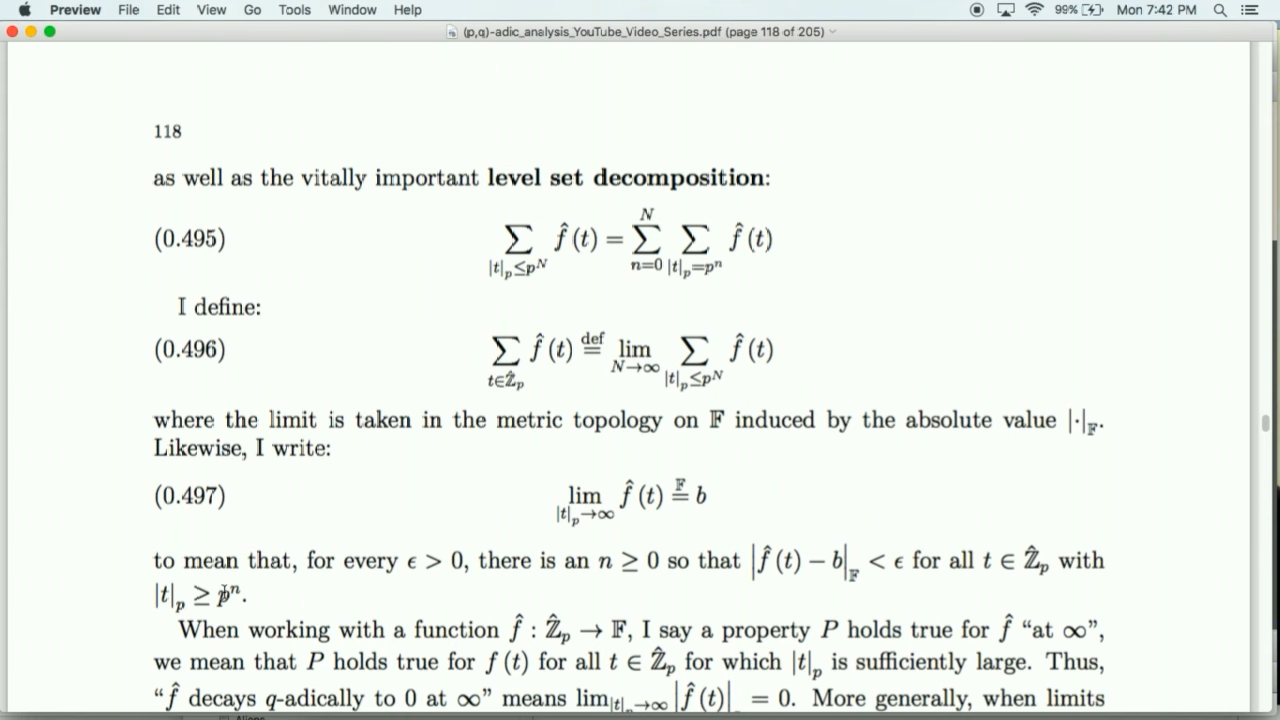 Preview File Edit View Go Tools Window Help 99% Mon 7:42 PM
(p,q)-adic_analysis_YouTube_Video_Series.pdf (page 118 of 205)
118
as well as the vitally important level set decomposition:
(0.495) ∑_{|t|_p≤p^N} f̂ (t) = ∑_{n=0}^{N} ∑_{|t|_p=p^n} f̂ (t)
I define:
(0.496) ∑_{t∈Ẑ_p} f̂ (t) ≝ lim_{N→∞} ∑_{|t|_p≤p^N} f̂ (t)
where the limit is taken in the metric topology on 𝔽 induced by the absolute value |·|_𝔽.
Likewise, I write:
(0.497) lim_{|t|_p→∞} f̂ (t) =^𝔽 b
to mean that, for every ϵ > 0, there is an n ≥ 0 so that |f̂ (t) − b|_𝔽 < ϵ for all t ∈ Ẑ_p with
|t|_p ≥ p^n.
When working with a function f̂ : Ẑ_p → 𝔽, I say a property P holds true for f̂ “at ∞”,
we mean that P holds true for f (t) for all t ∈ Ẑ_p for which |t|_p is sufficiently large. Thus,
“f̂ decays q-adically to 0 at ∞” means lim_{|t|_p→∞} |f̂ (t)| = 0. More generally, when limits